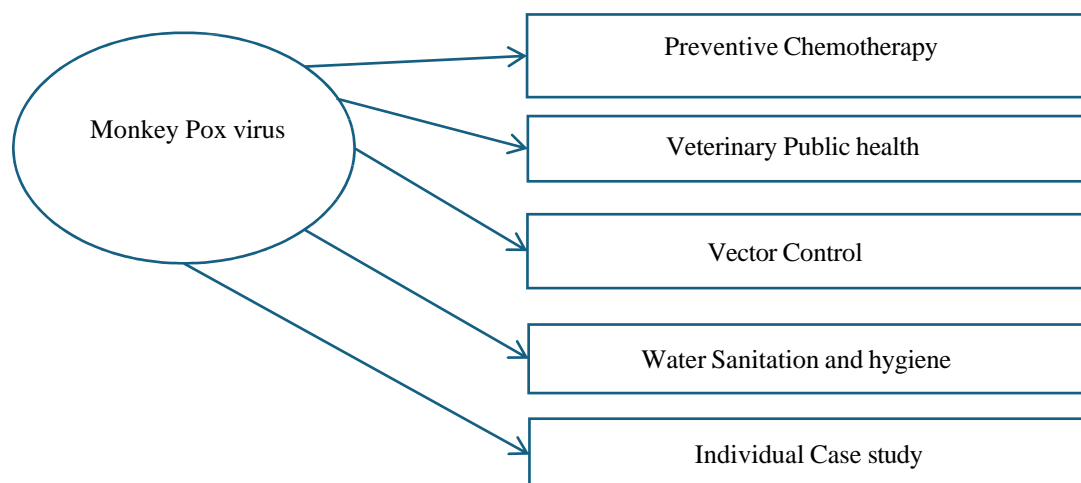 Preventive Chemotherapy
Monkey Pox virus
Veterinary Public health
Vector Control
Water Sanitation and hygiene
Individual Case study